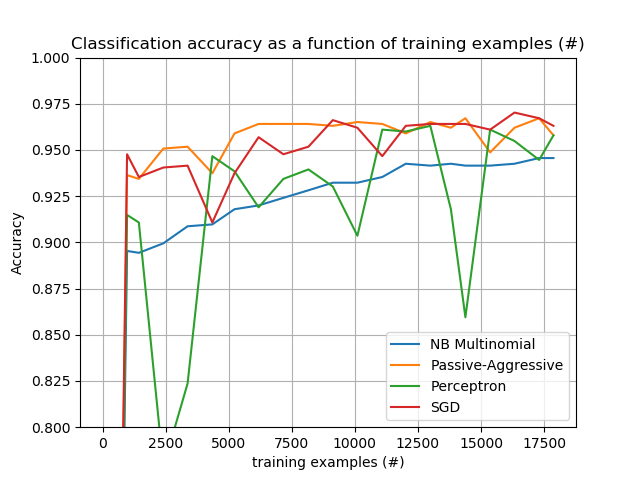 Classification accuracy as a function of training examples (#)
1.000
0.975
0.950
0.925
0.900
0.875
0.850
0.825
0.800
Accuracy
NB Multinomial
Passive-Aggressive
Perceptron
SGD
0 2500 5000 7500 10000 12500 15000 17500
training examples (#)